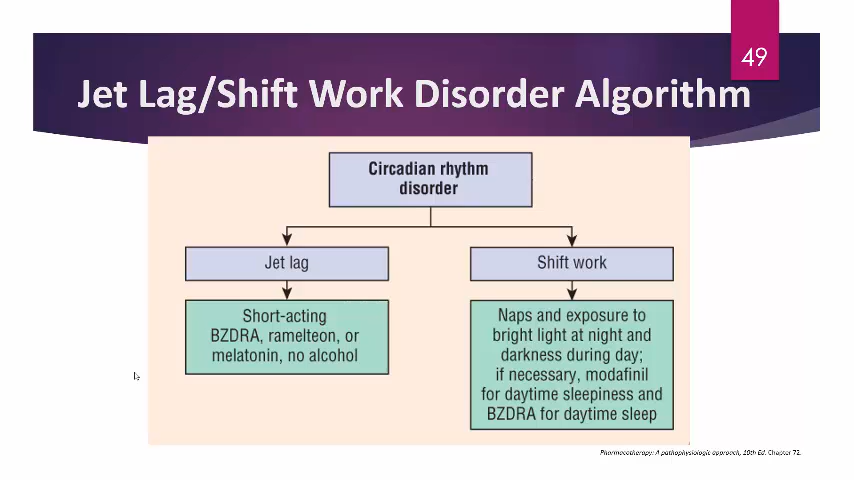 49
Jet Lag/Shift Work Disorder Algorithm
Circadian rhythm
disorder
Jet lag
Shift work
Short-acting
BZDRA, ramelteon, or
melatonin, no alcohol
Naps and exposure to
bright light at night and
darkness during day;
if necessary, modafinil
for daytime sleepiness and
BZDRA for daytime sleep
Pharmacotherapy: A pathophysiologic approach, 10th Ed. Chapter 72.